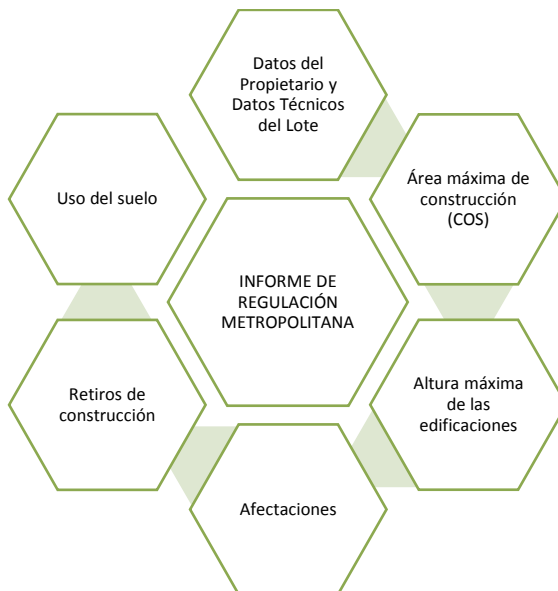 Datos del
Propietario y
Datos Técnicos
del Lote
Área máxima de
construcción
(COS)
Uso del suelo
INFORME DE
REGULACIÓN
METROPOLITANA
Altura máxima
de las
edificaciones
Retiros de
construcción
Afectaciones